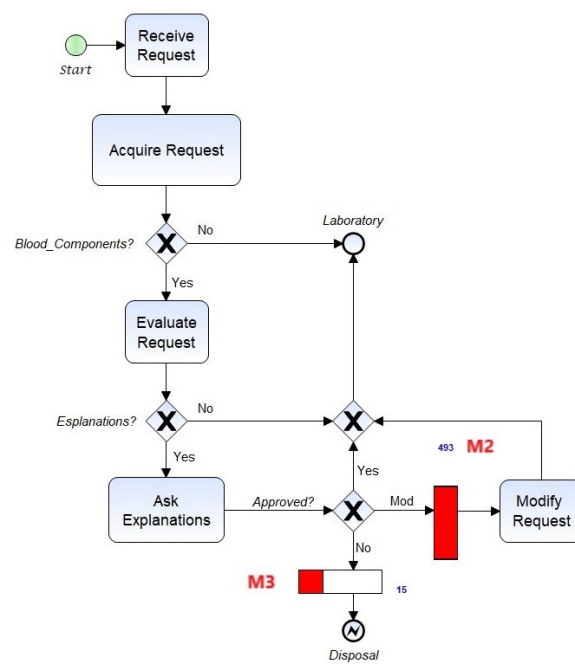 Receive
Request
Start
Acquire Request
Laboratory
No
Blood_Components?
Yes
Evaluate
Request
No
Esplanations?
493 M2
Yes
Yes
Ask
Explanations
Approved?
Mod
Modify
Request
No
M3
15
Disposal